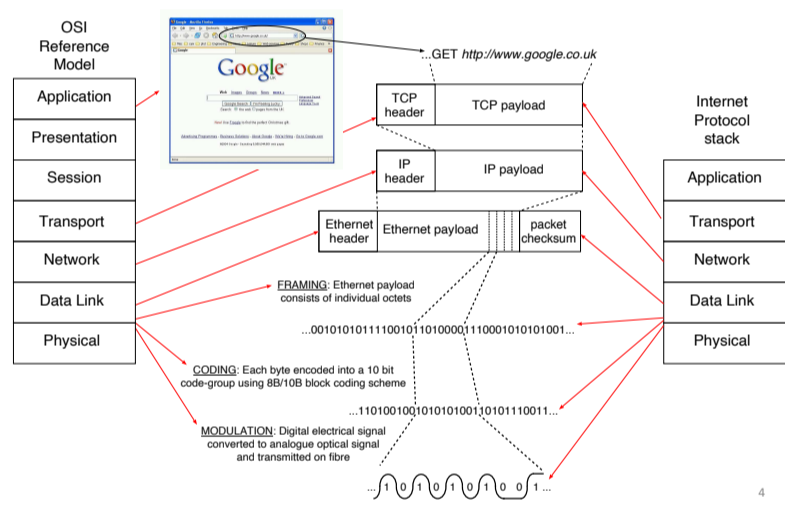 OSI
Reference
Model
Application
Presentation
Session
Transport
Network
Data Link
Physical
Google
...GET http://www.google.co.uk
TCP
header
TCP payload
IP
header
IP payload
Ethernet
header
Ethernet payload
packet
checksum
FRAMING: Ethernet payload
consists of individual octets
...00101010111100101101000011100010101010​01...
CODING: Each byte encoded into a 10 bit
code-group using 8B/10B block coding scheme
...110100100101010100110101110011...
MODULATION: Digital electrical signal
converted to analogue optical signal
and transmitted on fibre
... 1 0 1 0 1 0 1 0 0 1 ...
Internet
Protocol
stack
Application
Transport
Network
Data Link
Physical
4